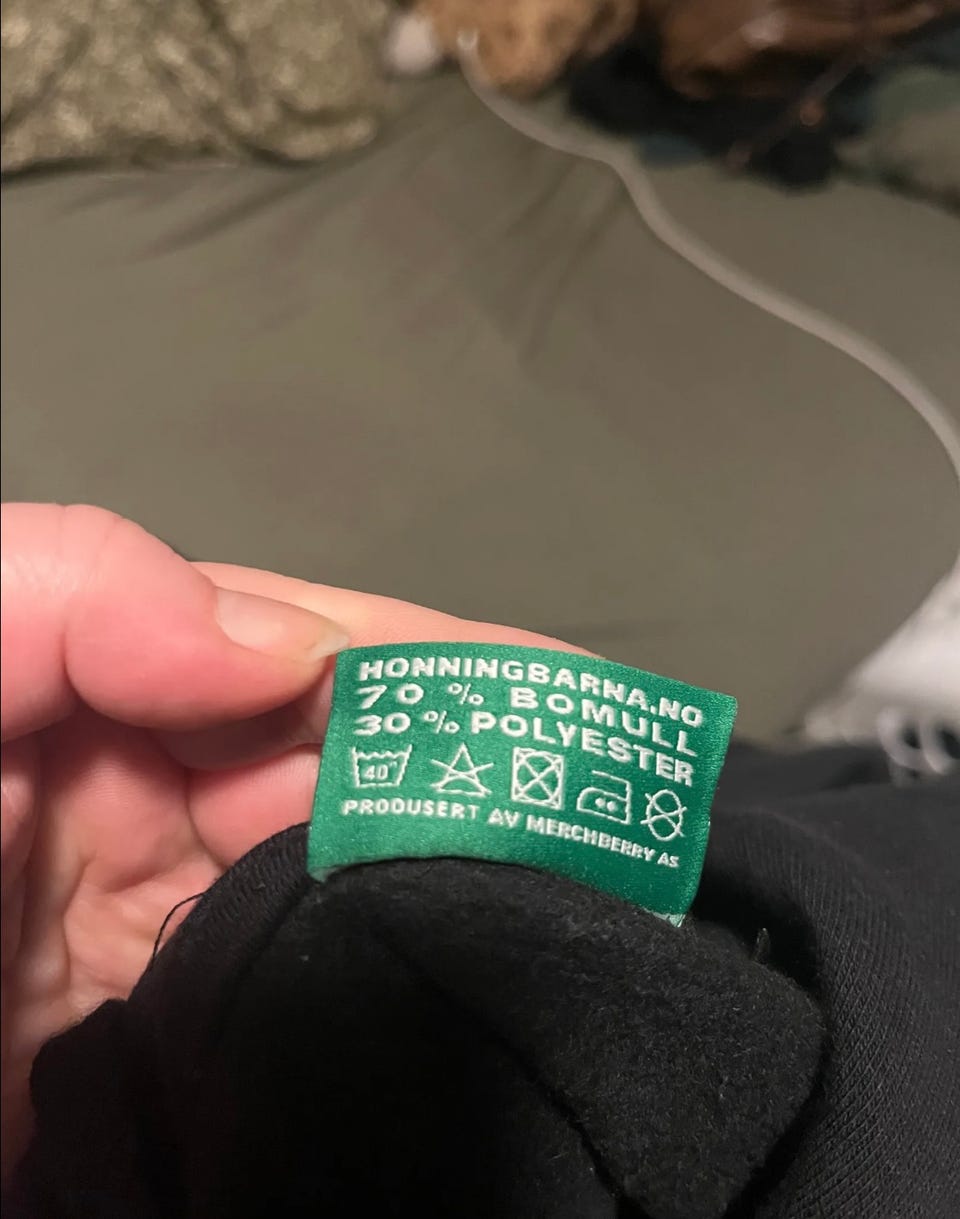 HONNINGBARNA.NO
70 % BOMULL
30 % POLYESTER
40°
PRODUSERT AV MERCHBERRY AS